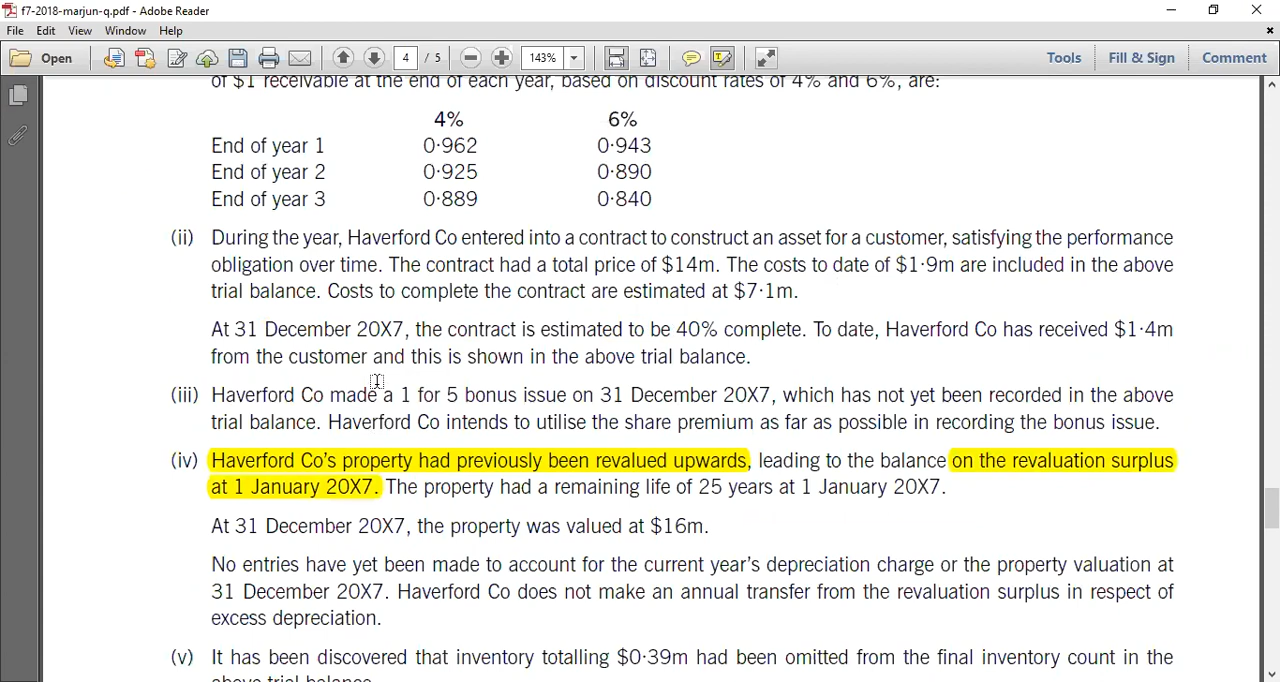 f7-2018-marjun-q.pdf - Adobe Reader
File Edit View Window Help
Open 4 / 5 143% Tools Fill & Sign Comment
of $1 receivable at the end of each year, based on discount rates of 4% and 6%, are:
4% 6%
End of year 1 0·962 0·943
End of year 2 0·925 0·890
End of year 3 0·889 0·840
(ii) During the year, Haverford Co entered into a contract to construct an asset for a customer, satisfying the performance
obligation over time. The contract had a total price of $14m. The costs to date of $1·9m are included in the above
trial balance. Costs to complete the contract are estimated at $7·1m.
At 31 December 20X7, the contract is estimated to be 40% complete. To date, Haverford Co has received $1·4m
from the customer and this is shown in the above trial balance.
(iii) Haverford Co made a 1 for 5 bonus issue on 31 December 20X7, which has not yet been recorded in the above
trial balance. Haverford Co intends to utilise the share premium as far as possible in recording the bonus issue.
(iv) Haverford Co's property had previously been revalued upwards, leading to the balance on the revaluation surplus
at 1 January 20X7. The property had a remaining life of 25 years at 1 January 20X7.
At 31 December 20X7, the property was valued at $16m.
No entries have yet been made to account for the current year's depreciation charge or the property valuation at
31 December 20X7. Haverford Co does not make an annual transfer from the revaluation surplus in respect of
excess depreciation.
(v) It has been discovered that inventory totalling $0·39m had been omitted from the final inventory count in the
above trial balance.